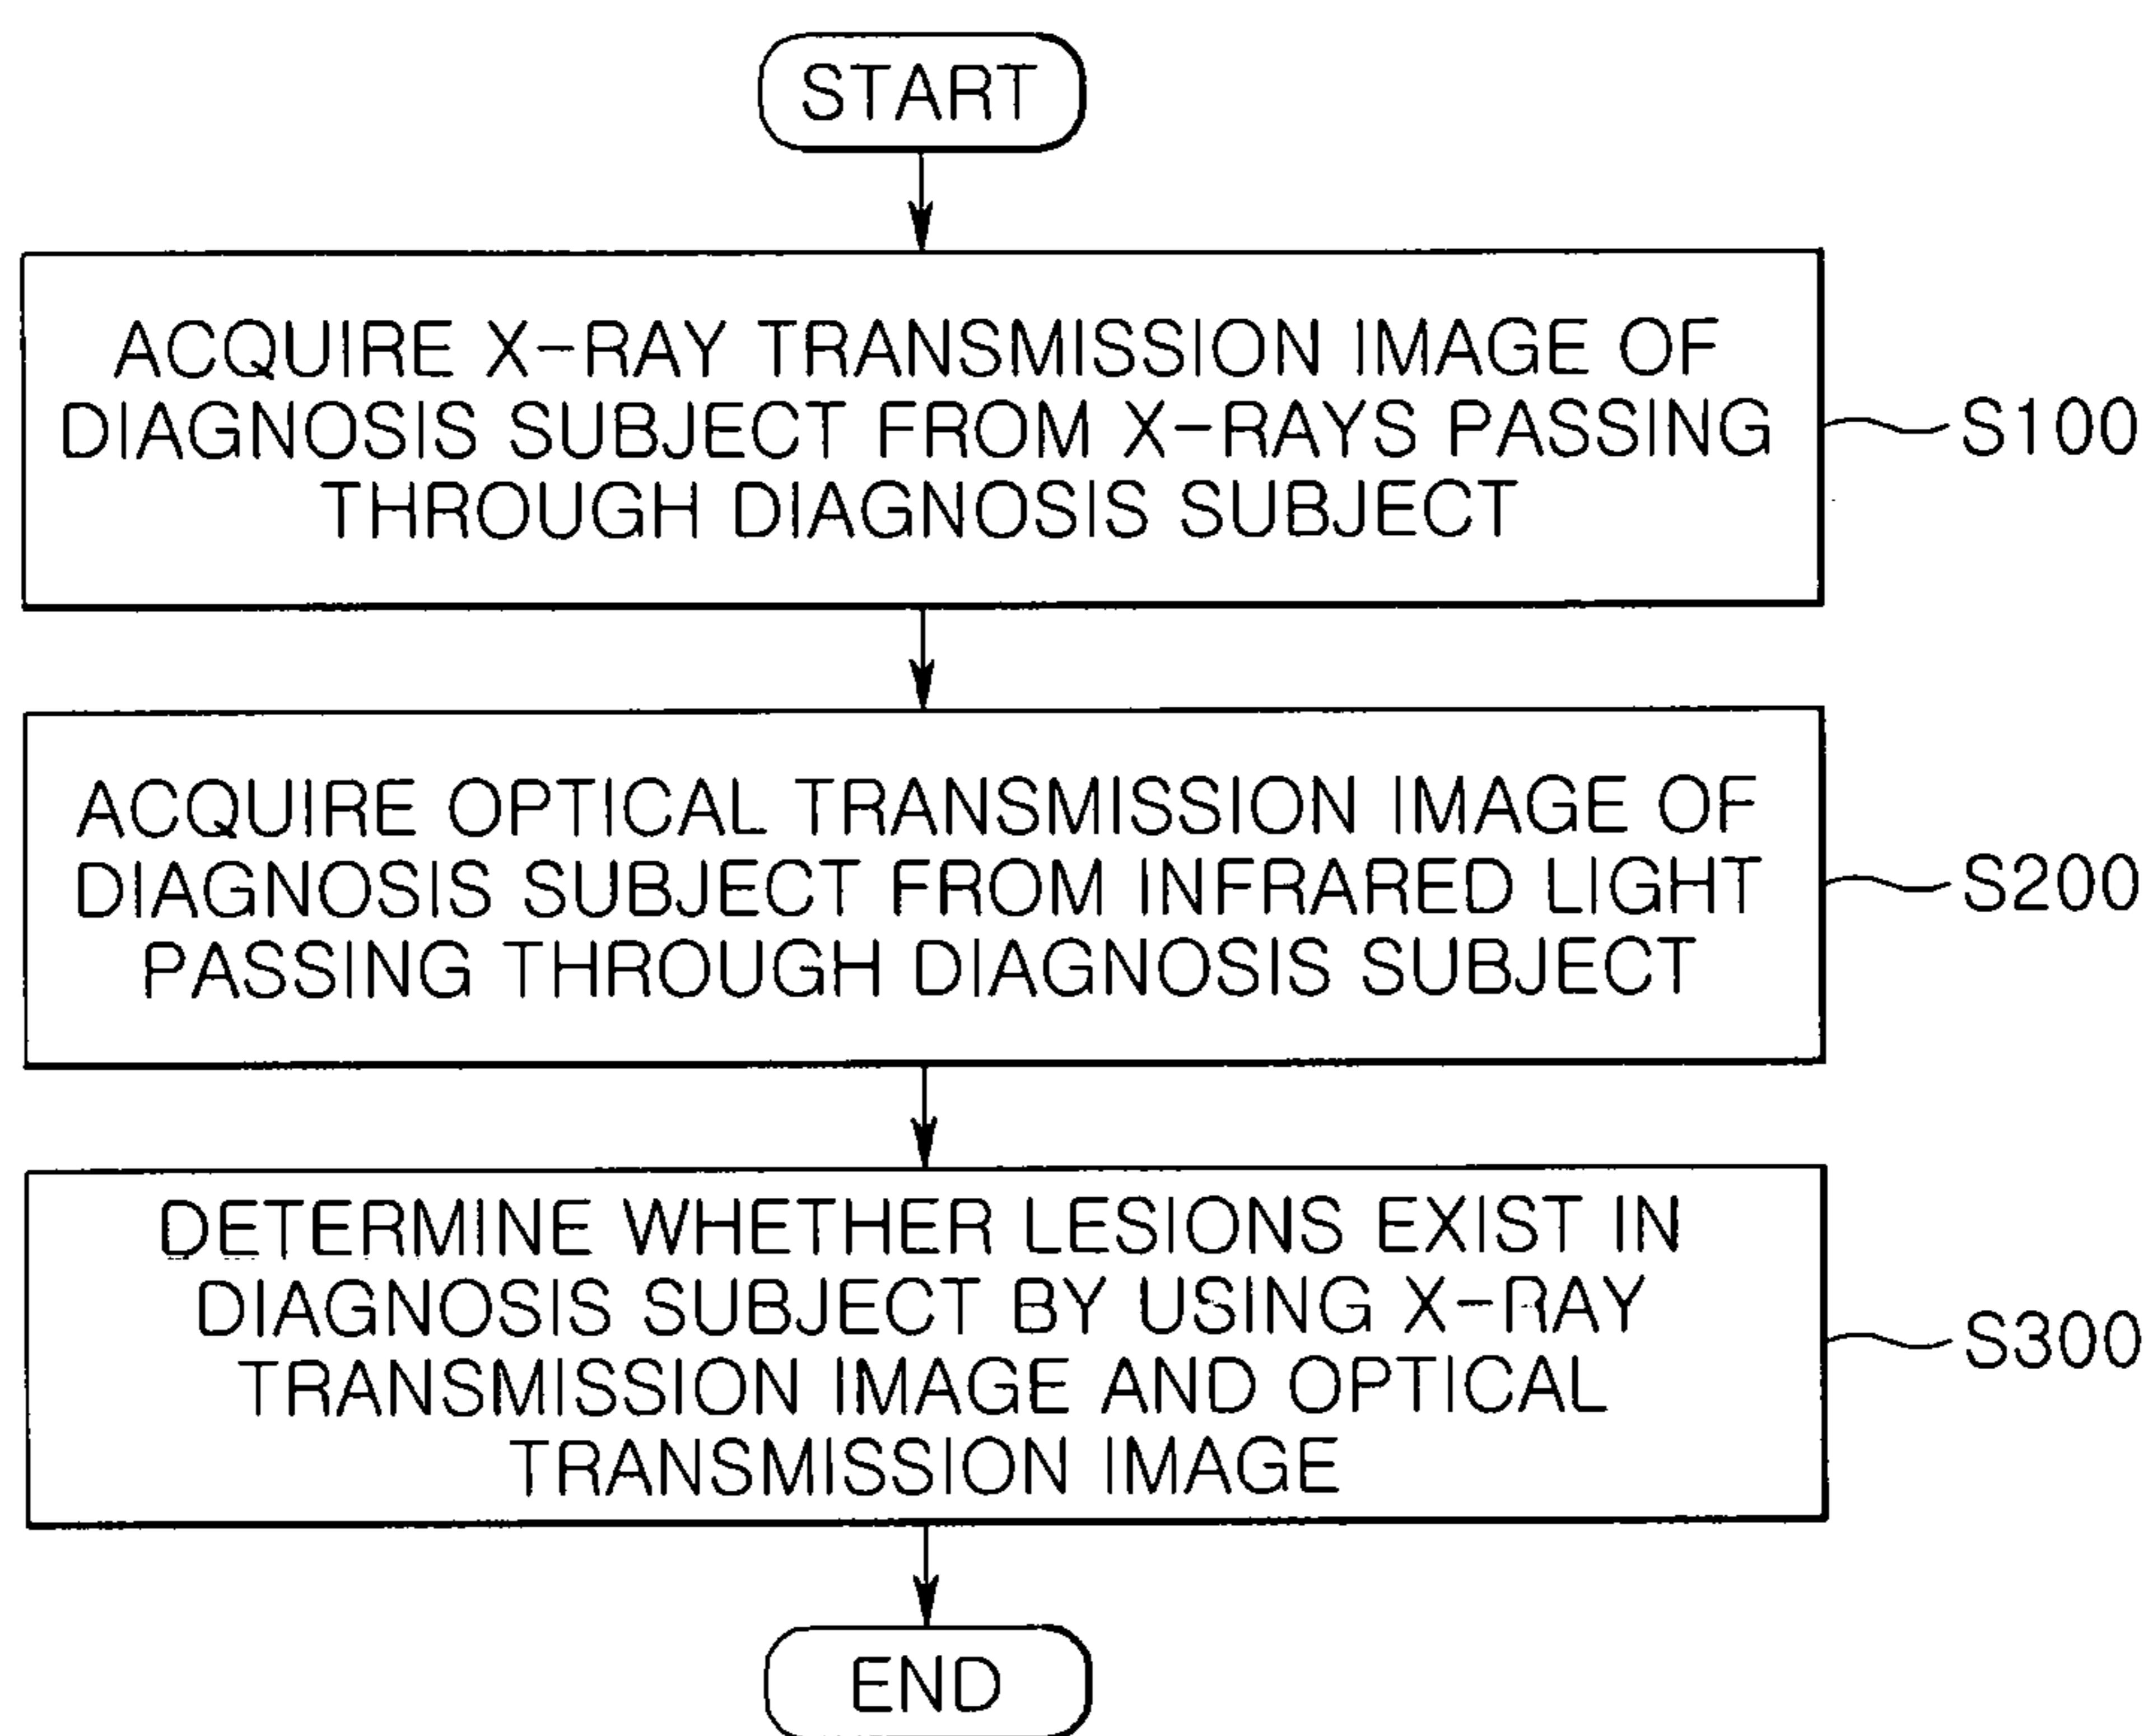 START
ACQUIRE X-RAY TRANSMISSION IMAGE OF
DIAGNOSIS SUBJECT FROM X-RAYS PASSING
THROUGH DIAGNOSIS SUBJECT
S100
ACQUIRE OPTICAL TRANSMISSION IMAGE OF
DIAGNOSIS SUBJECT FROM INFRARED LIGHT
PASSING THROUGH DIAGNOSIS SUBJECT
S200
DETERMINE WHETHER LESIONS EXIST IN
DIAGNOSIS SUBJECT BY USING X-RAY
TRANSMISSION IMAGE AND OPTICAL
TRANSMISSION IMAGE
S300
END